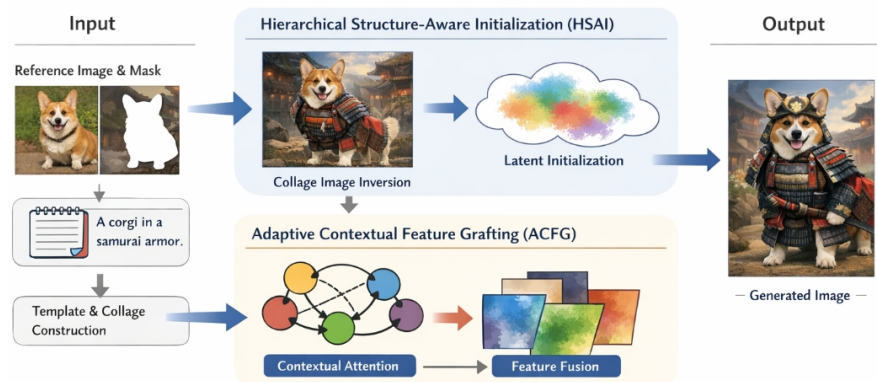 Input
Reference Image & Mask
A corgi in a
samurai armor.
Template & Collage
Construction
Hierarchical Structure-Aware Initialization (HSAI)
Collage Image Inversion
Latent Initialization
Adaptive Contextual Feature Grafting (ACFG)
Contextual Attention
Feature Fusion
Output
— Generated Image —